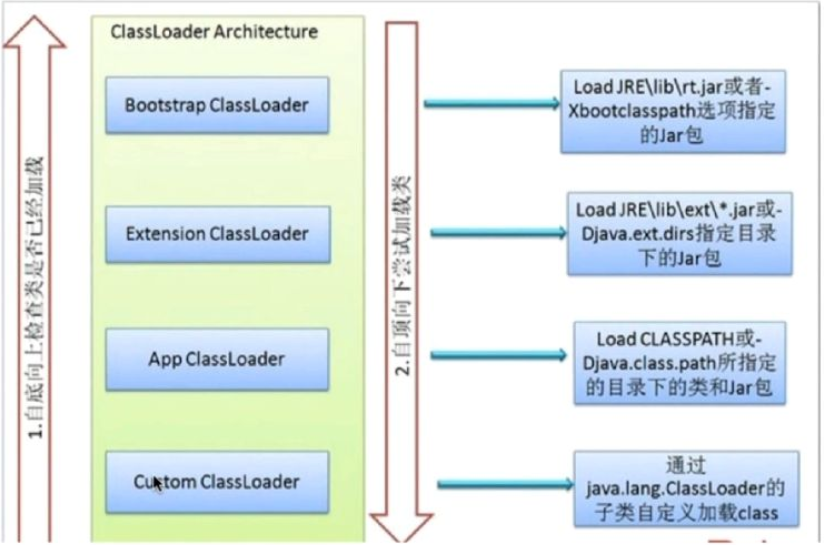 ClassLoader Architecture
1.自底向上检查类是否已经加载
2.自顶向下尝试加载类
Bootstrap ClassLoader
Load JRE\lib\rt.jar或者-
Xbootclasspath选项指定
的Jar包
Extension ClassLoader
Load JRE\lib\ext\*.jar或-
Djava.ext.dirs指定目录
下的Jar包
App ClassLoader
Load CLASSPATH或-
Djava.class.path所指定
的目录下的类和Jar包
Custom ClassLoader
通过
java.lang.ClassLoader的
子类自定义加载class